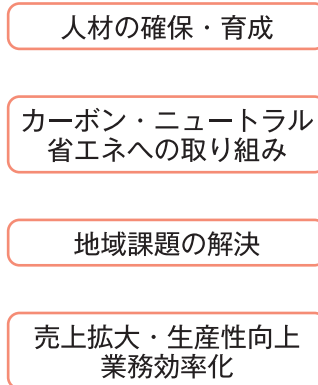 人材の確保・育成
カーボン・ニュートラル
省エネへの取り組み
地域課題の解決
売上拡大・生産性向上
業務効率化